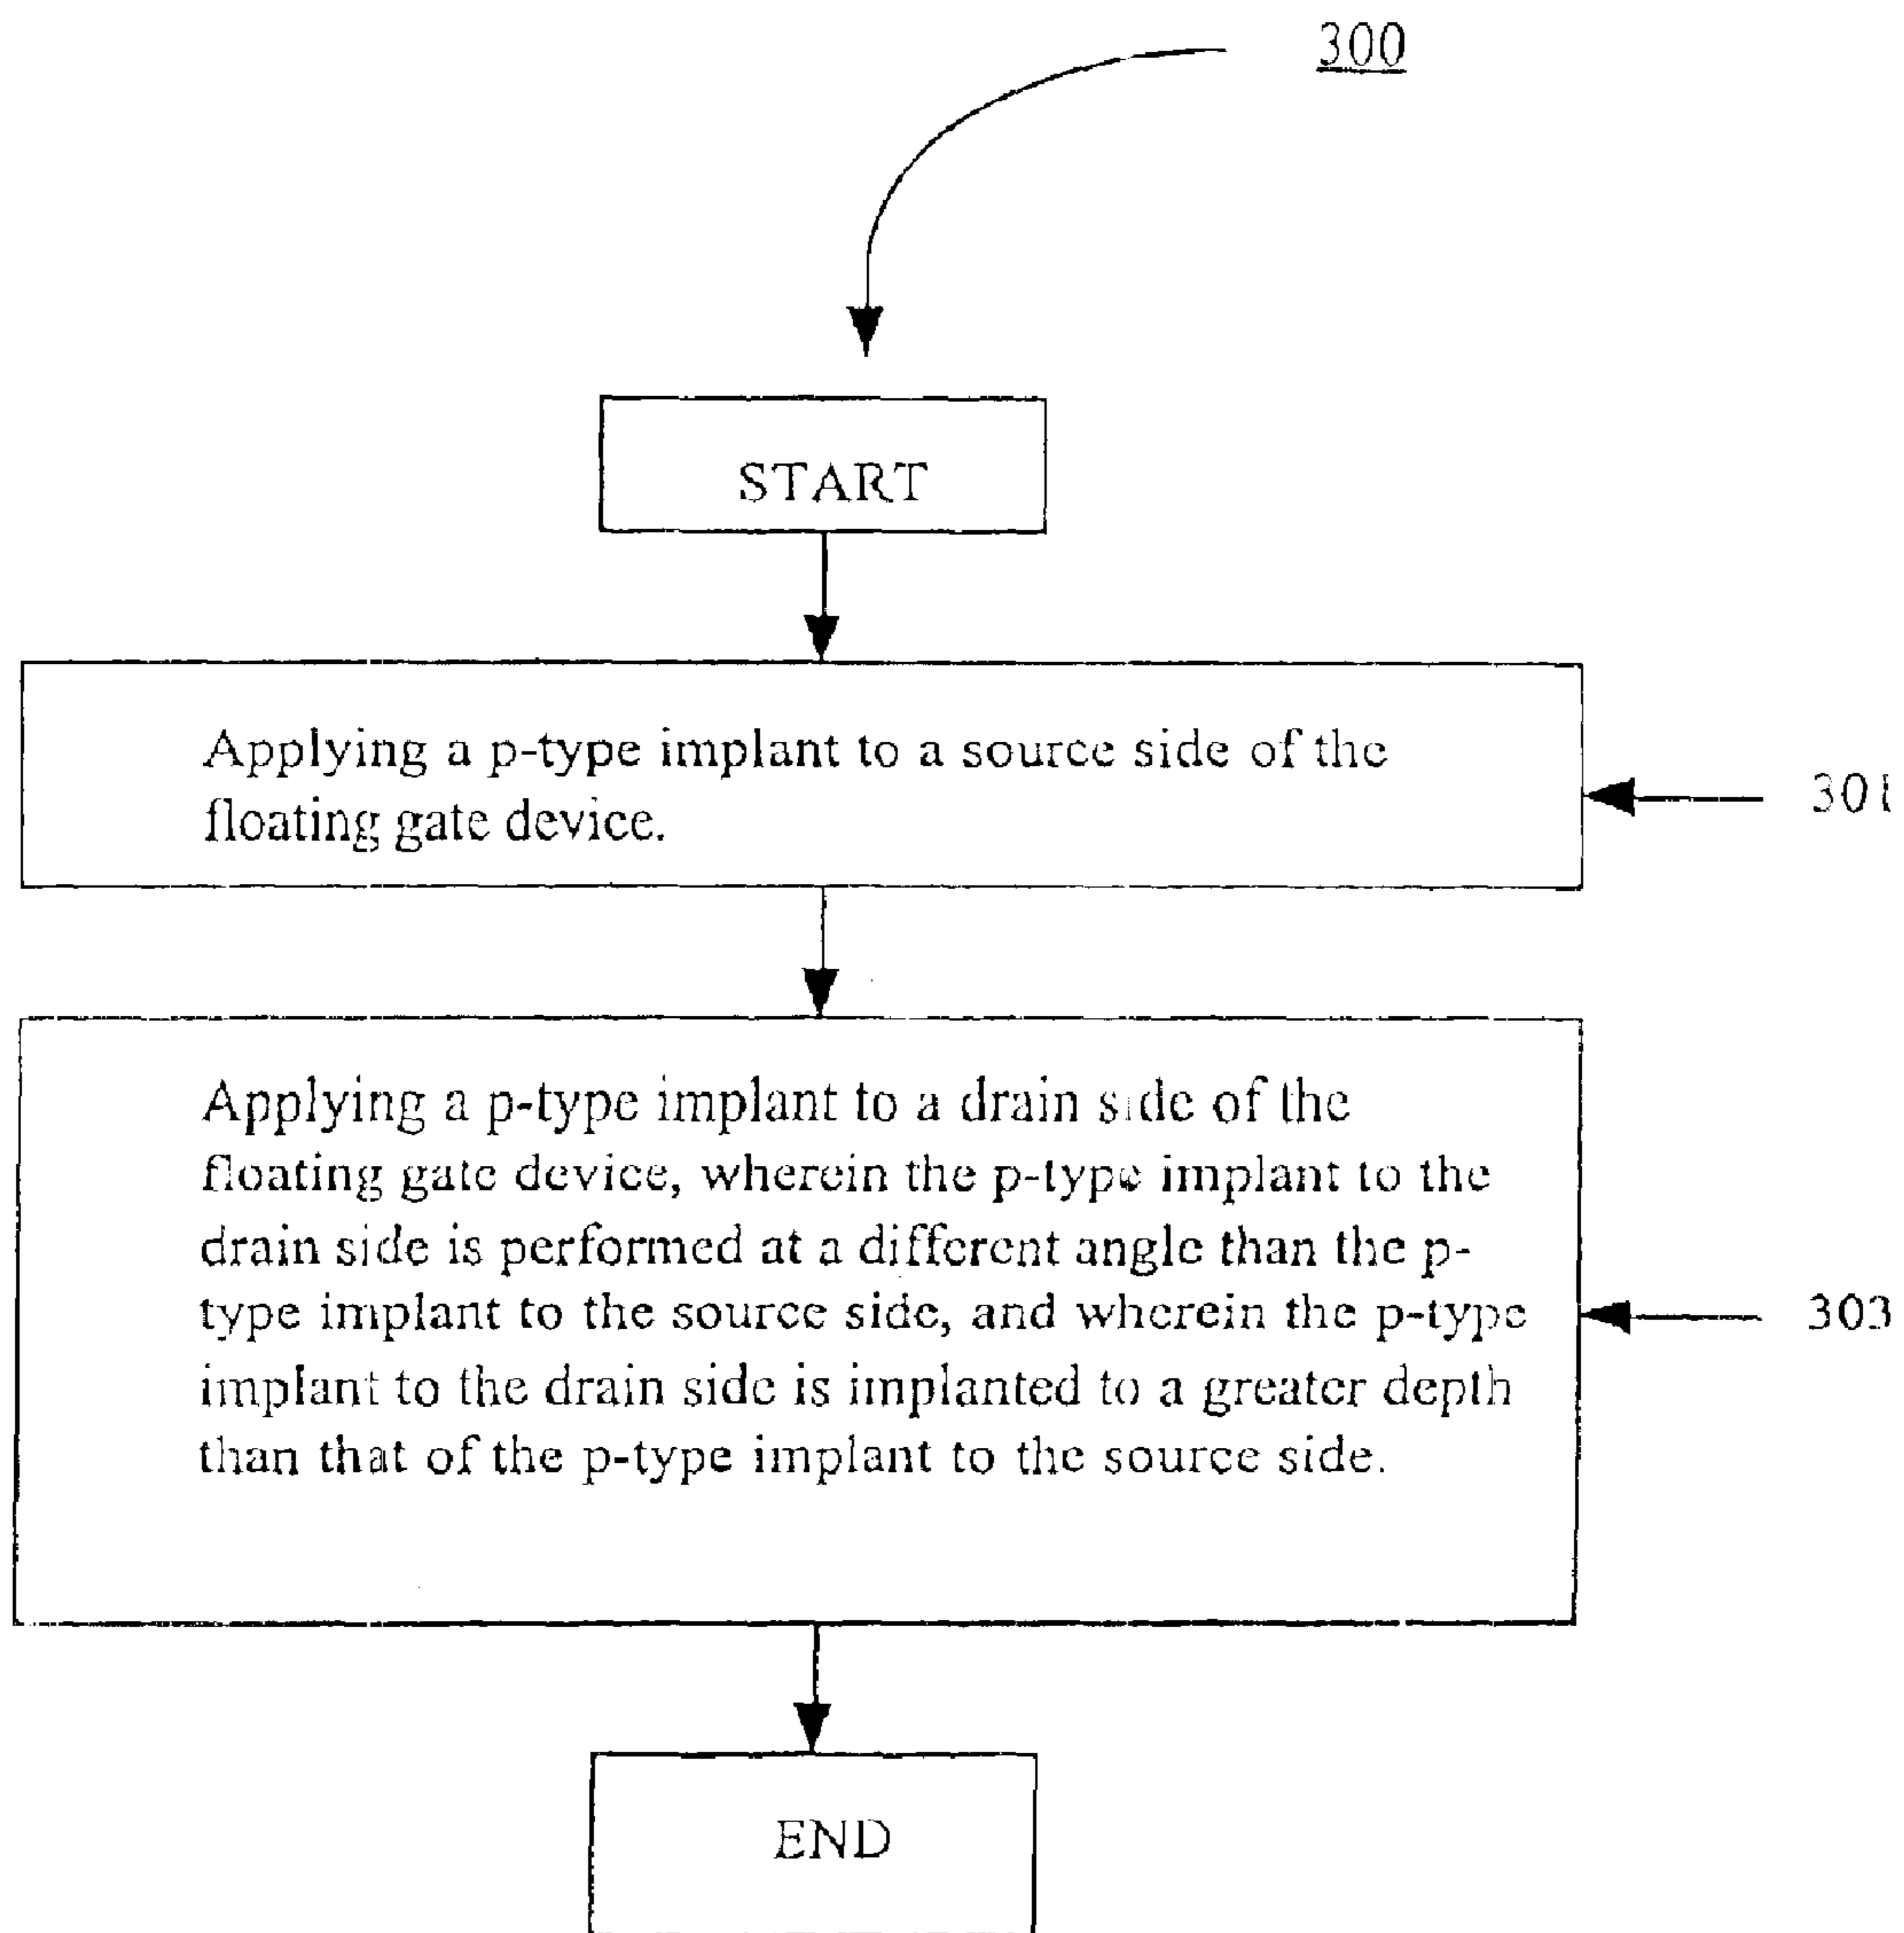 300
START
Applying a p-type implant to a source side of the
floating gate device.
301
Applying a p-type implant to a drain side of the
floating gate device, wherein the p-type implant to the
drain side is performed at a different angle than the p-
type implant to the source side, and wherein the p-type
implant to the drain side is implanted to a greater depth
than that of the p-type implant to the source side.
303
END